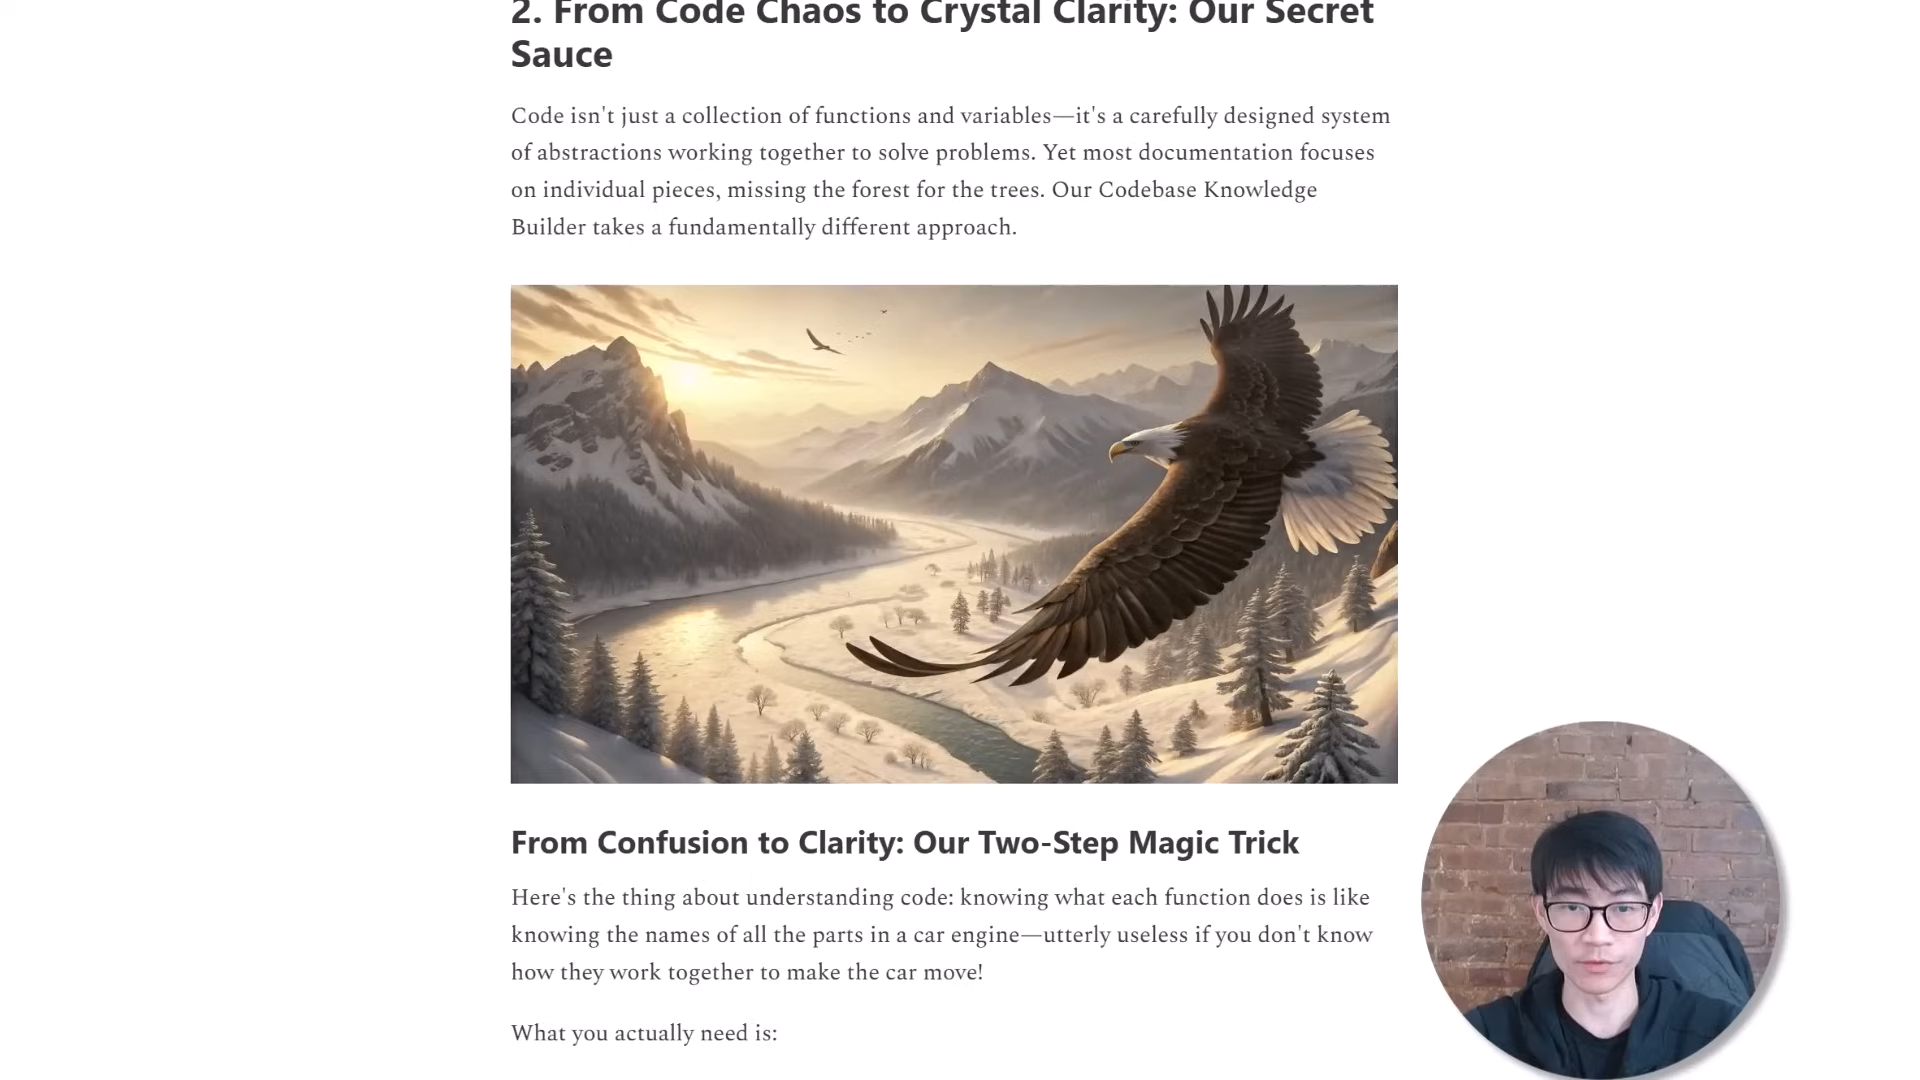 2. From Code Chaos to Crystal Clarity: Our Secret
Sauce
Code isn't just a collection of functions and variables—it's a carefully designed system
of abstractions working together to solve problems. Yet most documentation focuses
on individual pieces, missing the forest for the trees. Our Codebase Knowledge
Builder takes a fundamentally different approach.
From Confusion to Clarity: Our Two-Step Magic Trick
Here's the thing about understanding code: knowing what each function does is like
knowing the names of all the parts in a car engine—utterly useless if you don't know
how they work together to make the car move!
What you actually need is: